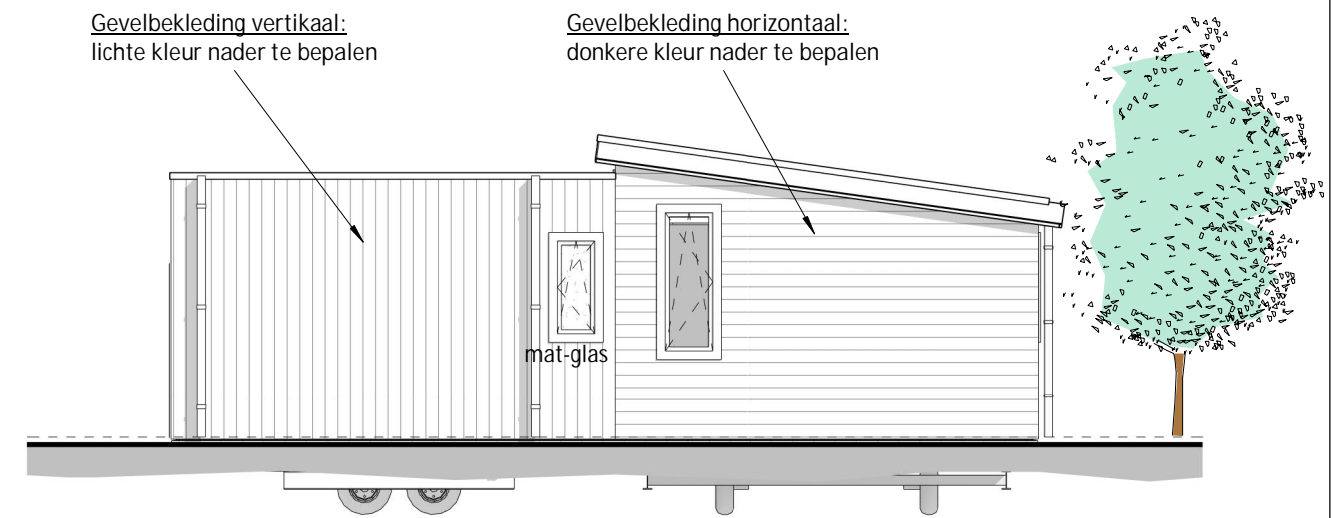 Gevelbekleding vertikaal:
lichte kleur nader te bepalen
Gevelbekleding horizontaal:
donkere kleur nader te bepalen
mat-glas